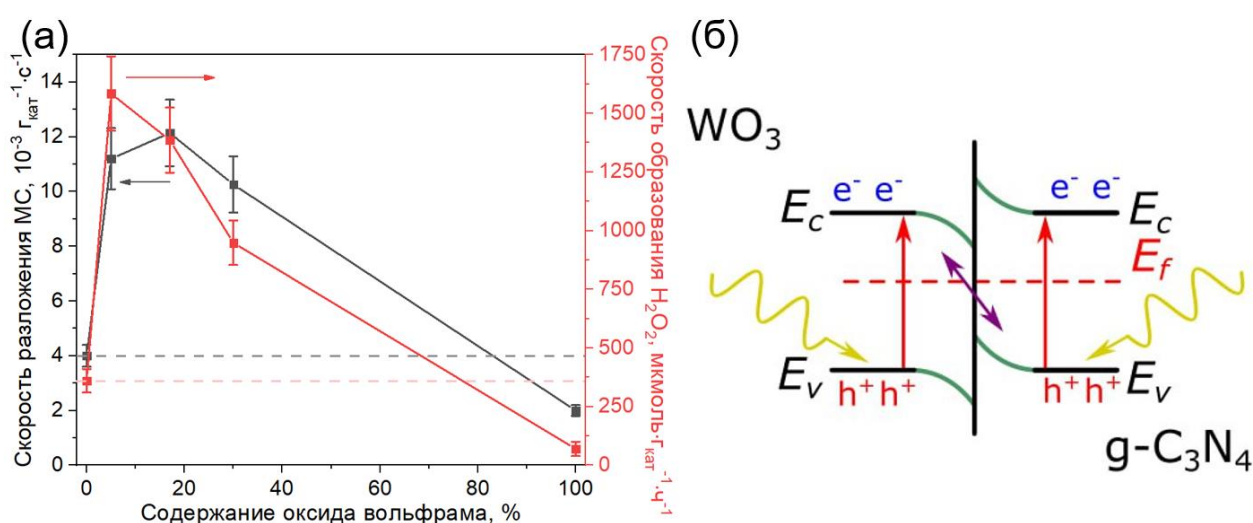 (а)
Скорость разложения МС, 10⁻³ г_кат⁻¹·с⁻¹
14
12
10
8
6
4
2
0
0
20
40
60
80
100
Содержание оксида вольфрама, %
1750
1500
1250
1000
750
500
250
0
Скорость образования H₂O₂, мкмоль·г_кат⁻¹·ч⁻¹
(б)
WO₃
e⁻ e⁻
e⁻ e⁻
E_c
E_c
E_f
E_v
h⁺h⁺
h⁺h⁺
E_v
g-C₃N₄